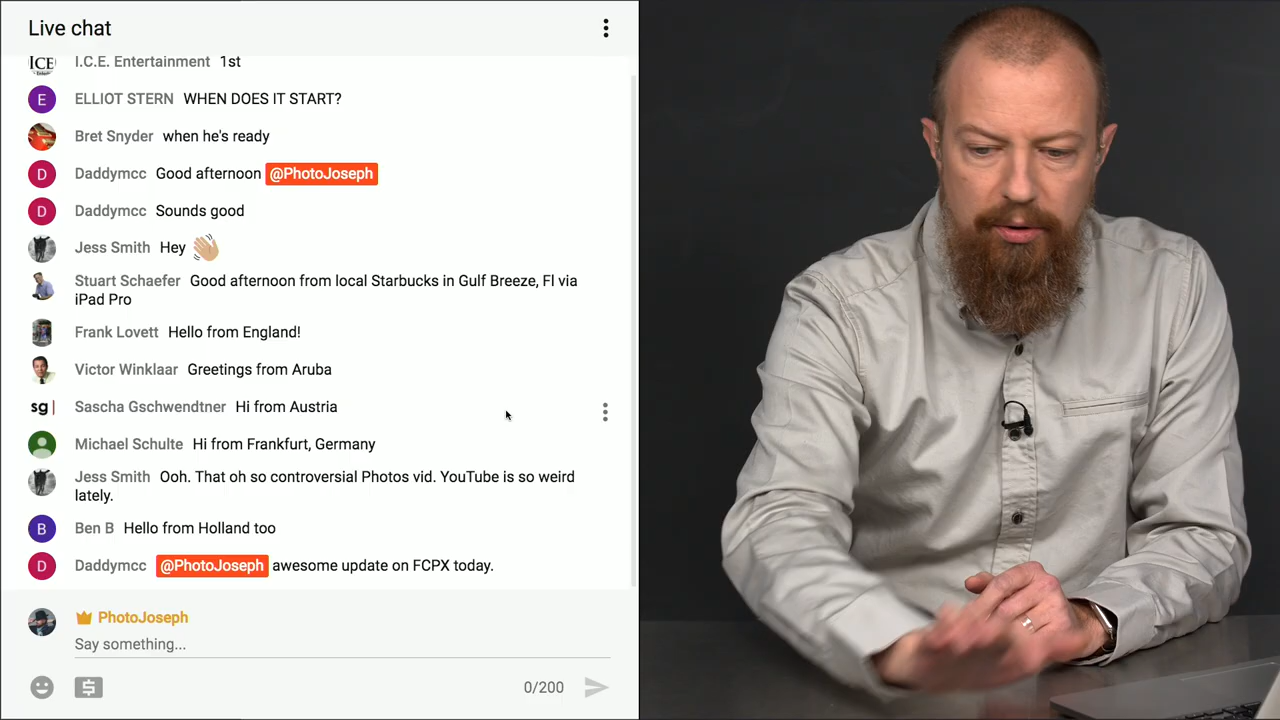 Live chat
ICE
I.C.E. Entertainment 1st
E ELLIOT STERN WHEN DOES IT START?
Bret Snyder when he's ready
D Daddymcc Good afternoon @PhotoJoseph
D Daddymcc Sounds good
Jess Smith Hey 👋🏼
Stuart Schaefer Good afternoon from local Starbucks in Gulf Breeze, Fl via
iPad Pro
Frank Lovett Hello from England!
Victor Winklaar Greetings from Aruba
sg| Sascha Gschwendtner Hi from Austria
Michael Schulte Hi from Frankfurt, Germany
Jess Smith Ooh. That oh so controversial Photos vid. YouTube is so weird
lately.
B Ben B Hello from Holland too
D Daddymcc @PhotoJoseph awesome update on FCPX today.
PhotoJoseph
Say something...
$ 0/200